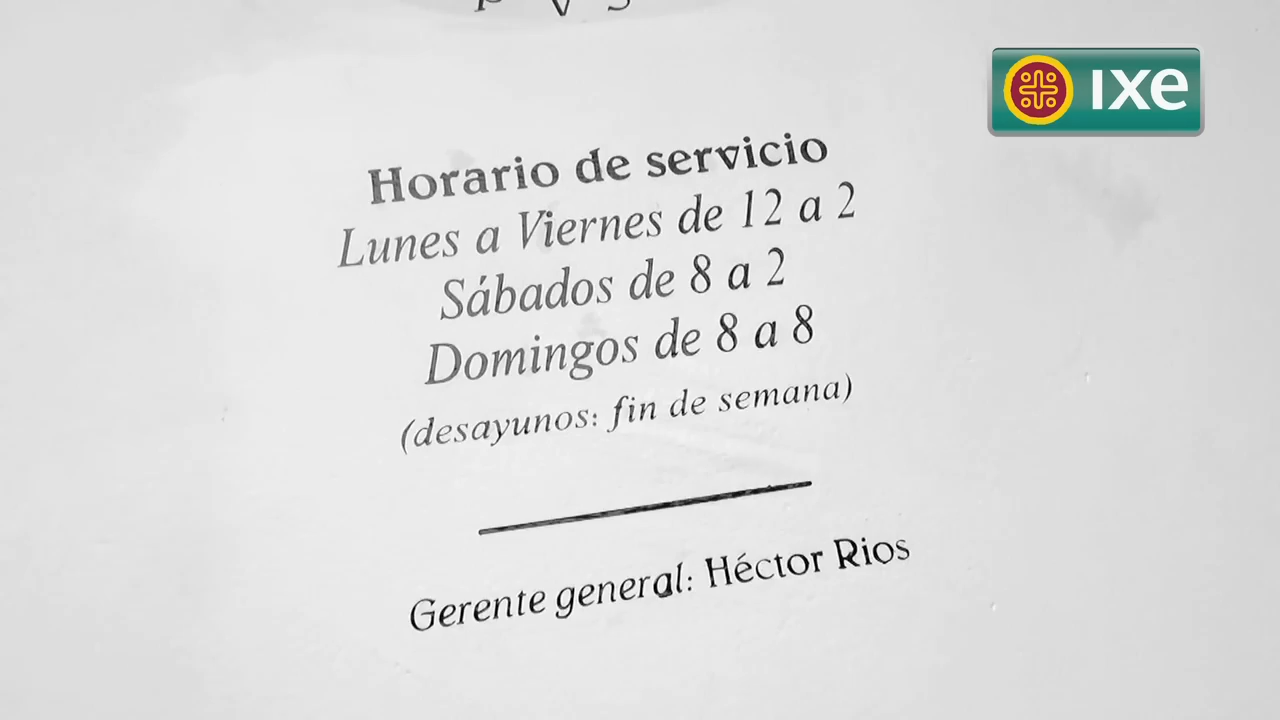 ixe
Horario de servicio
Lunes a Viernes de 12 a 2
Sábados de 8 a 2
Domingos de 8 a 8
(desayunos: fin de semana)
Gerente general: Héctor Rios